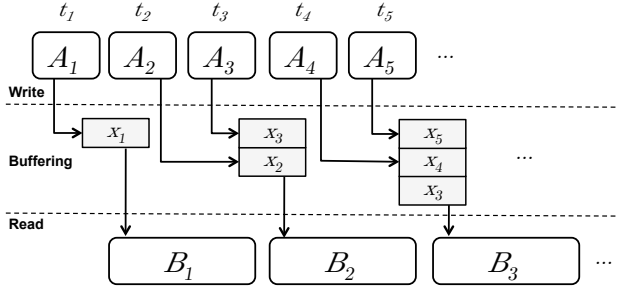 t₁ t₂ t₃ t₄ t₅
A₁ A₂ A₃ A₄ A₅ ...
Write
x₁ x₃ x₅
Buffering x₂ x₄ ...
x₃
Read
B₁ B₂ B₃ ...